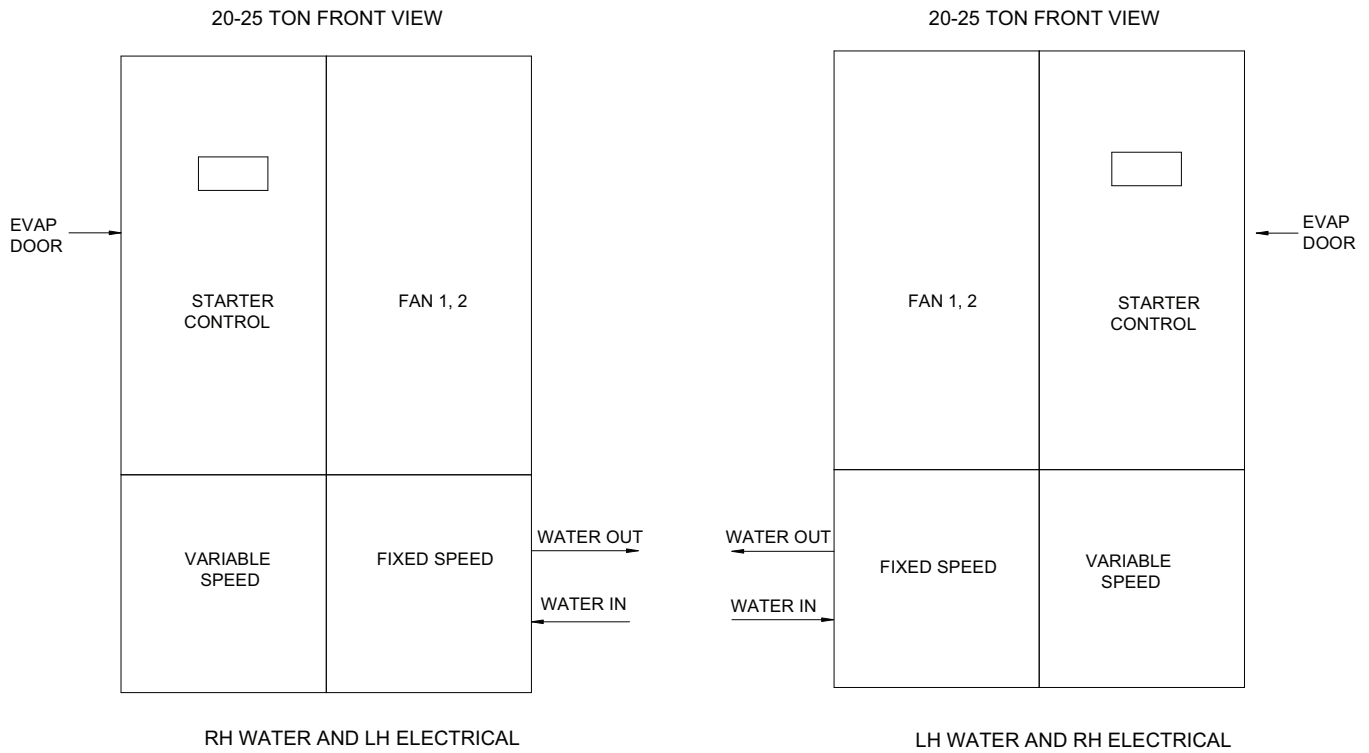 20-25 TON FRONT VIEW
EVAP
DOOR
STARTER
CONTROL
FAN 1, 2
VARIABLE
SPEED
FIXED SPEED
WATER OUT
WATER IN
RH WATER AND LH ELECTRICAL
20-25 TON FRONT VIEW
FAN 1, 2
STARTER
CONTROL
EVAP
DOOR
WATER OUT
WATER IN
FIXED SPEED
VARIABLE
SPEED
LH WATER AND RH ELECTRICAL